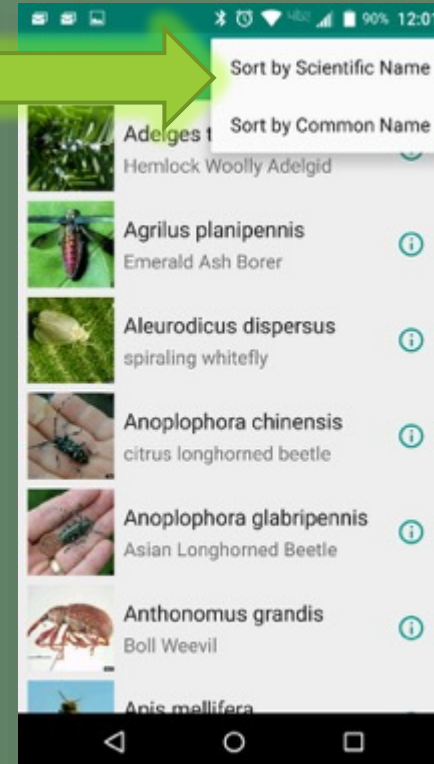 90% 12:01
Sort by Scientific Name
Sort by Common Name
Adelges t
Hemlock Woolly Adelgid
Agrilus planipennis
Emerald Ash Borer
Aleurodicus dispersus
spiraling whitefly
Anoplophora chinensis
citrus longhorned beetle
Anoplophora glabripennis
Asian Longhorned Beetle
Anthonomus grandis
Boll Weevil
Apis mellifera